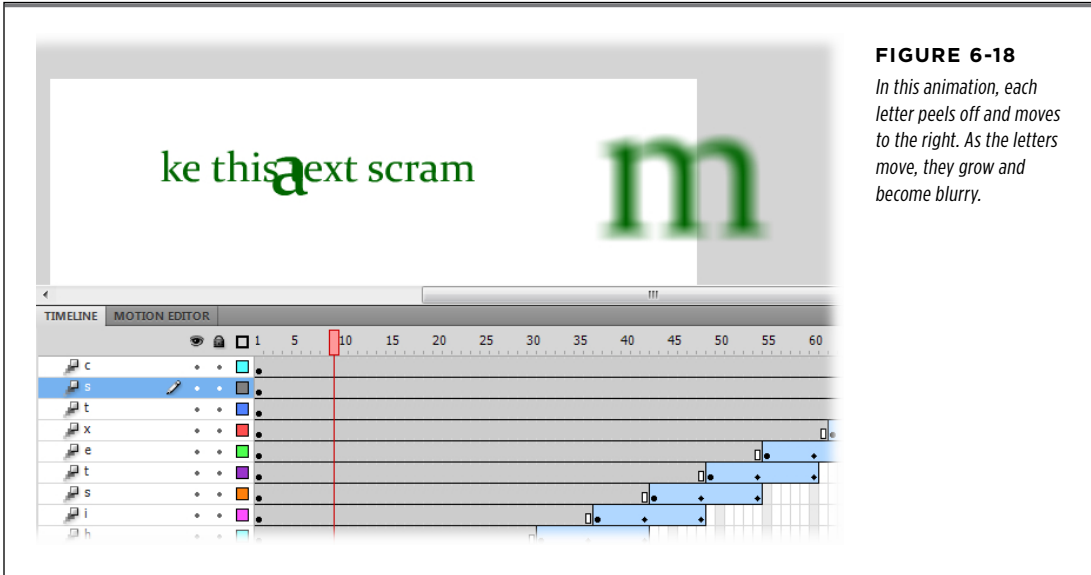 FIGURE 6-18
In this animation, each
letter peels off and moves
to the right. As the letters
move, they grow and
become blurry.
ke this a ext scram m
TIMELINE MOTION EDITOR
1 5 10 15 20 25 30 35 40 45 50 55 60
c
s
t
x
e
t
s
i
h